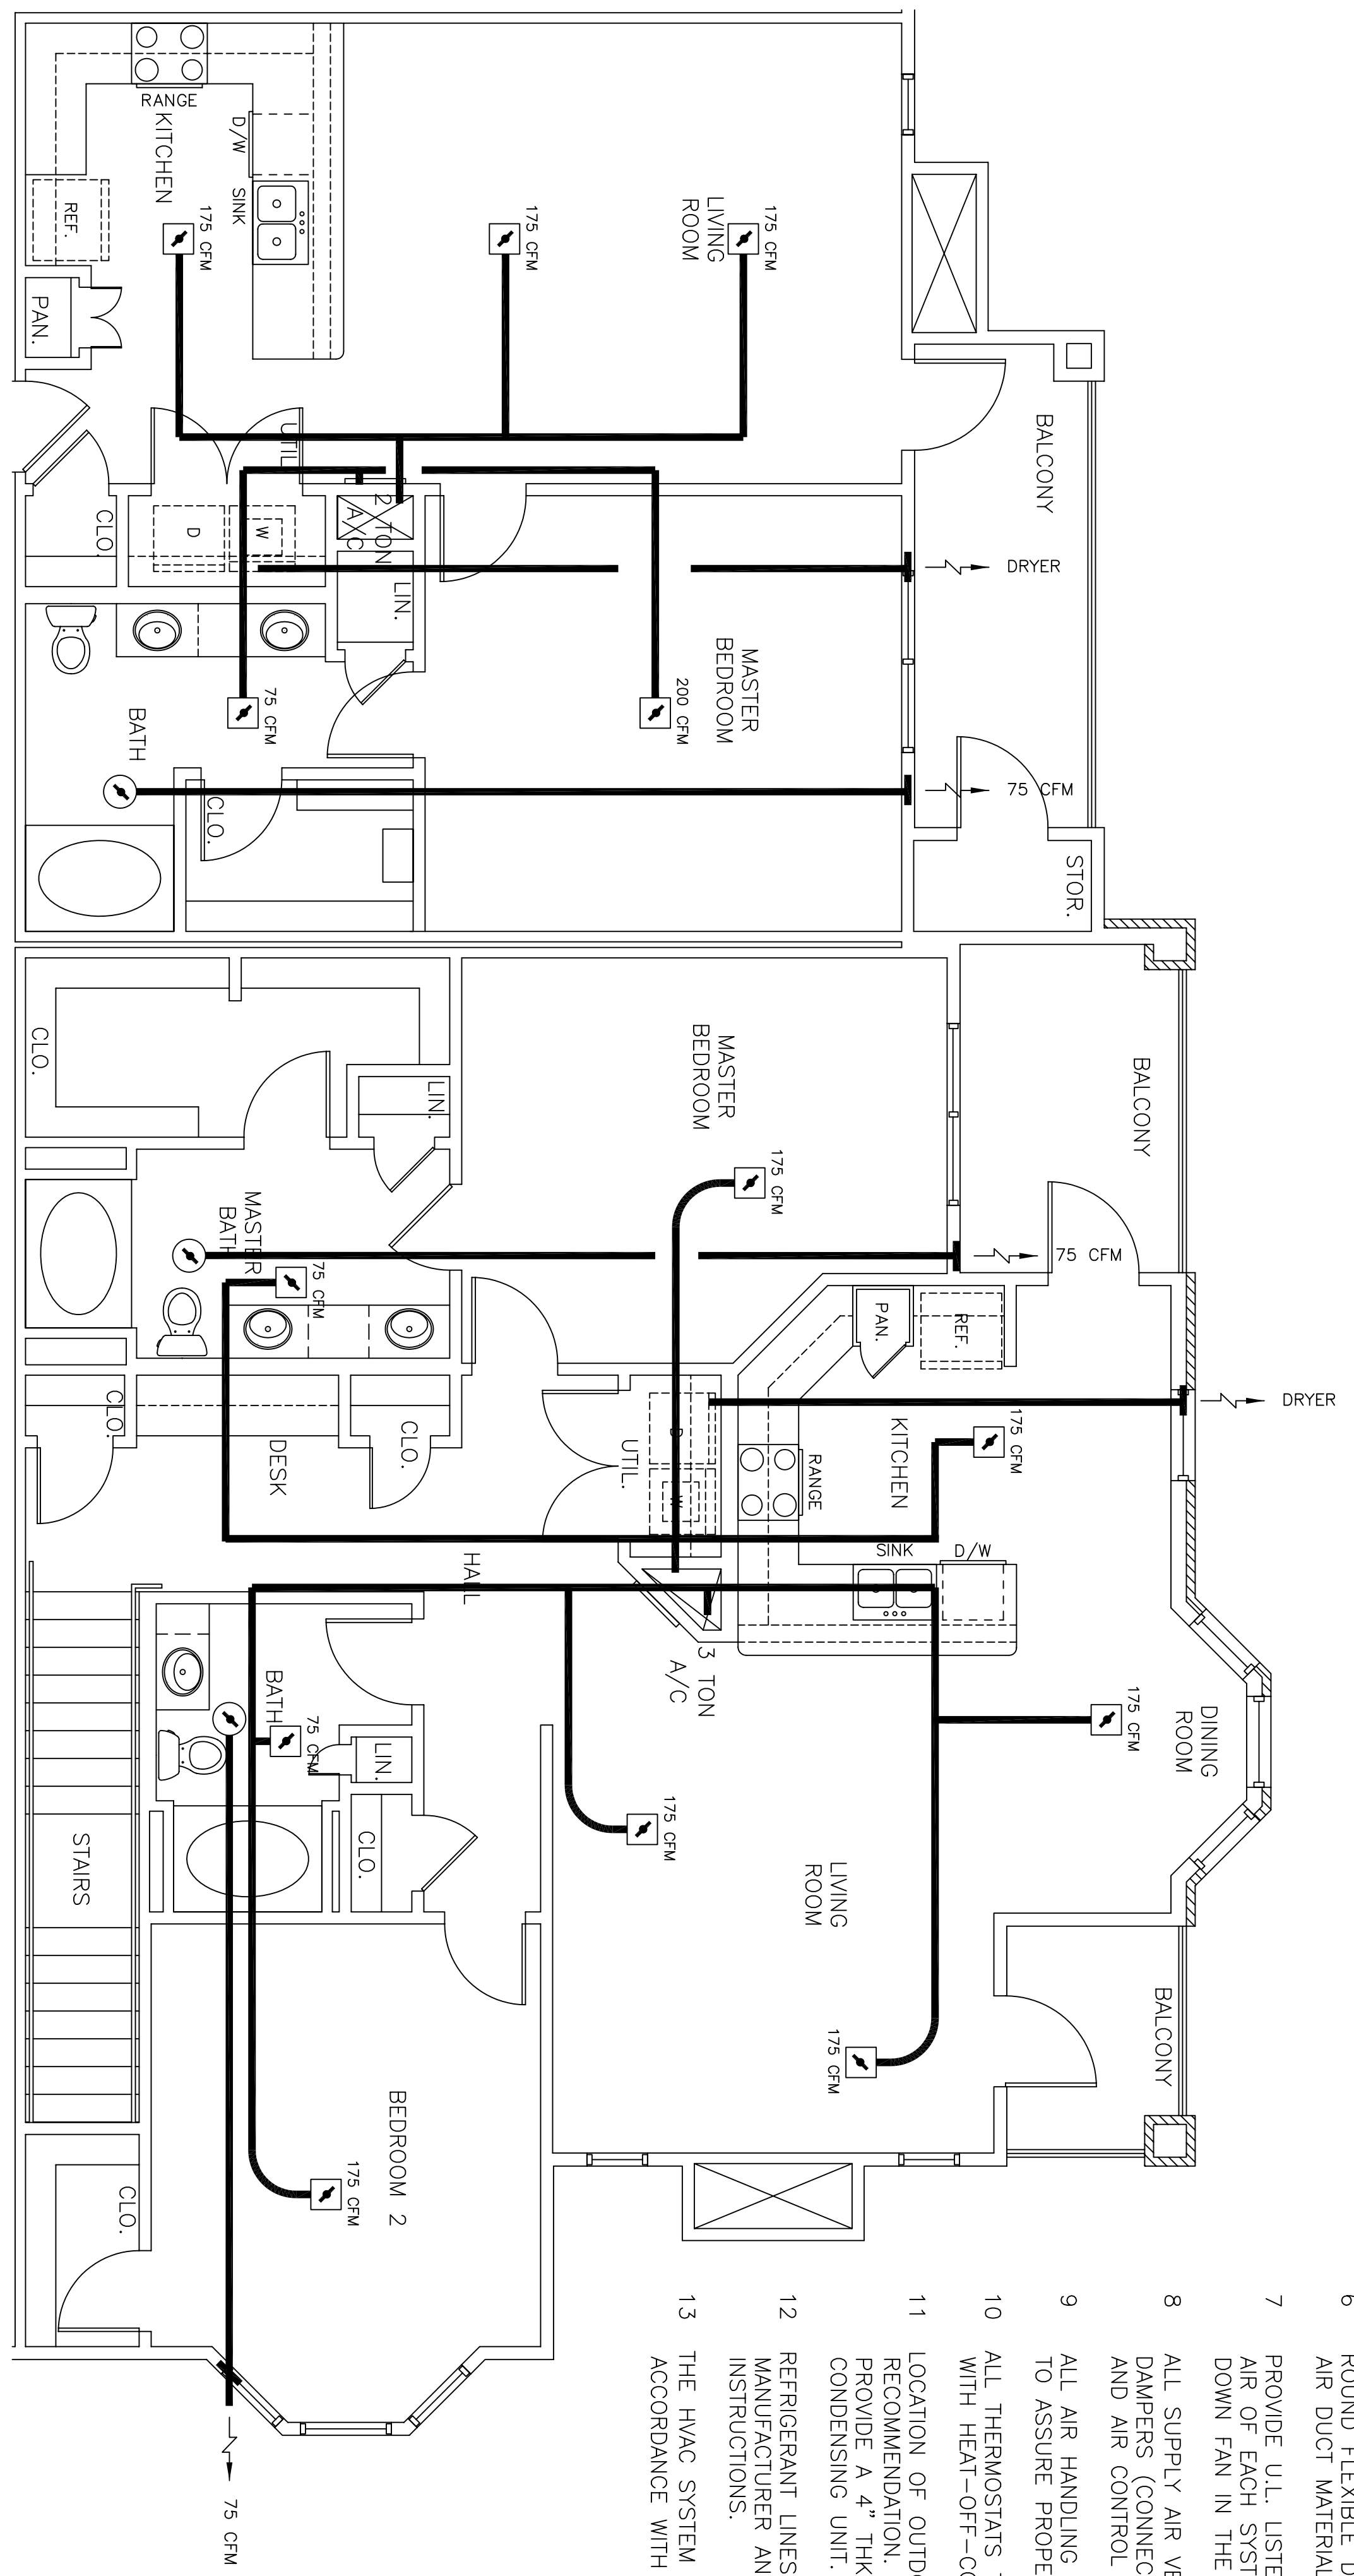 RANGE
KITCHEN
D/W
SINK
REF.
PAN.
175 CFM
175 CFM
LIVING
ROOM
175 CFM
BALCONY
UTIL.
CLO.
D
W
2 TON
A/C
LIN.
DRYER
MASTER
BEDROOM
200 CFM
75 CFM
BATH
CLO.
75 CFM
STOR.
CLO.
LIN.
MASTER
BEDROOM
BALCONY
175 CFM
MASTER
BATH
75 CFM
75 CFM
PAN.
REF.
DRYER
CLO.
DESK
CLO.
UTIL.
D
W
RANGE
KITCHEN
175 CFM
SINK
D/W
HALL
3 TON
A/C
BATH
75 CFM
LIN.
CLO.
175 CFM
DINING
ROOM
175 CFM
LIVING
ROOM
175 CFM
BALCONY
STAIRS
BEDROOM 2
175 CFM
CLO.
75 CFM
6 ROUND FLEXIBLE D
AIR DUCT MATERIAL
7 PROVIDE U.L. LISTE
AIR OF EACH SYST
DOWN FAN IN THE
8 ALL SUPPLY AIR VE
DAMPERS (CONNEC
AND AIR CONTROL
9 ALL AIR HANDLING
TO ASSURE PROPE
10 ALL THERMOSTATS
WITH HEAT-OFF-CO
11 LOCATION OF OUTD
RECOMMENDATION.
PROVIDE A 4" THK
CONDENSING UNIT.
12 REFRIGERANT LINES
MANUFACTURER AN
INSTRUCTIONS.
13 THE HVAC SYSTEM
ACCORDANCE WITH